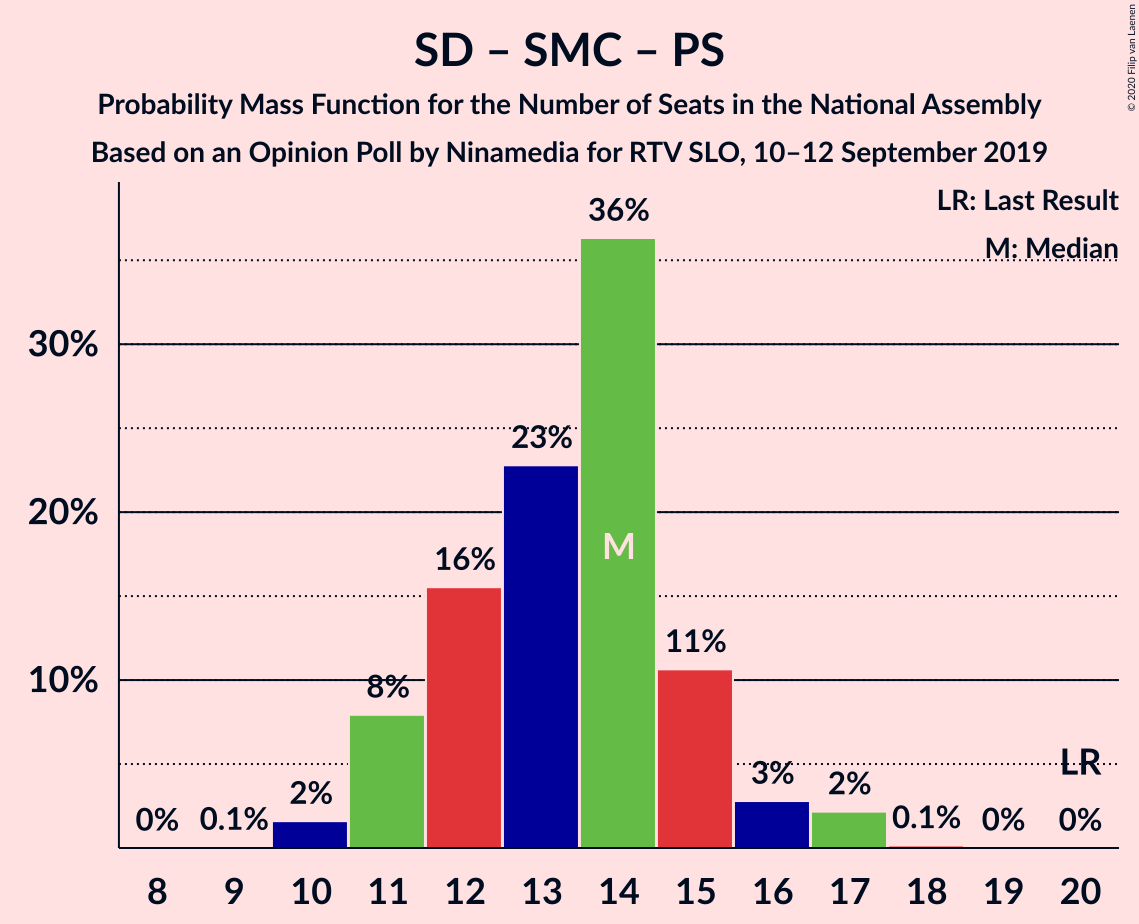 SD – SMC – PS
Probability Mass Function for the Number of Seats in the National Assembly
Based on an Opinion Poll by Ninamedia for RTV SLO, 10–12 September 2019
© 2020 Filip van Laenen
LR: Last Result
M: Median
30%
20%
10%
0%
0.1%
2%
8%
16%
23%
36%
M
11%
3%
2%
0.1%
0%
LR
0%
8 9 10 11 12 13 14 15 16 17 18 19 20